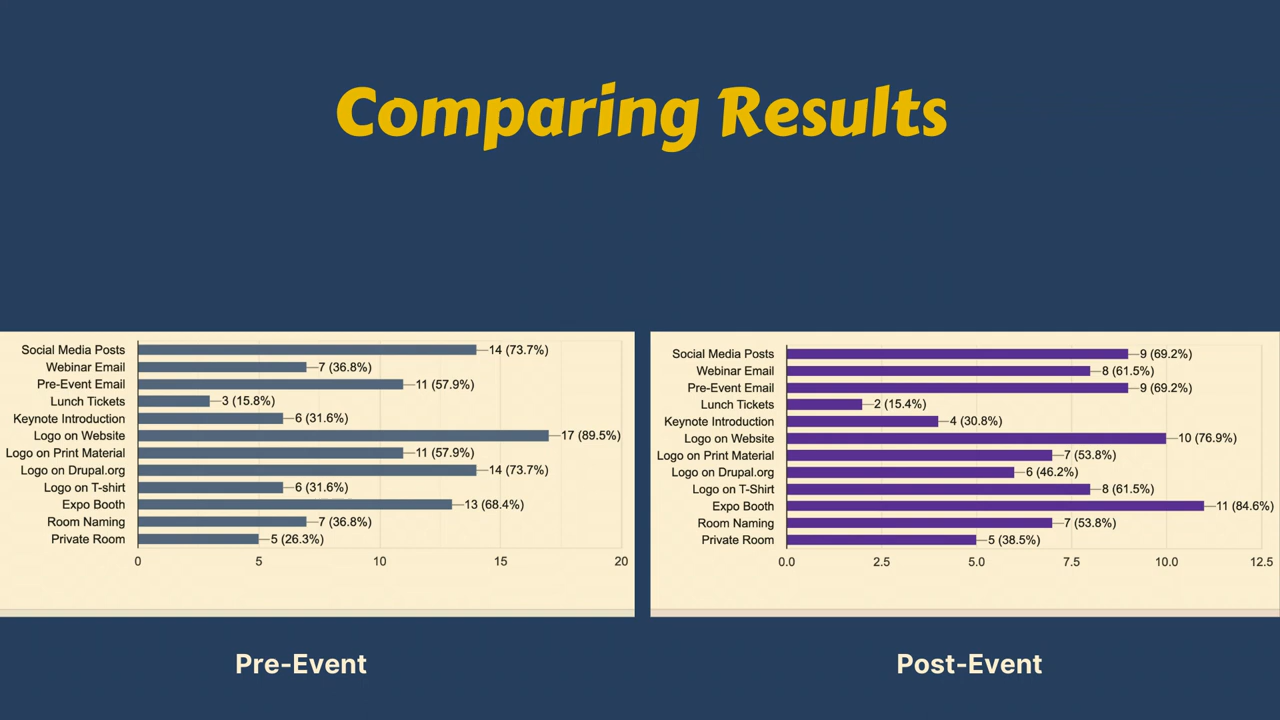 Comparing Results
Social Media Posts 14 (73.7%)
Webinar Email 7 (36.8%)
Pre-Event Email 11 (57.9%)
Lunch Tickets 3 (15.8%)
Keynote Introduction 6 (31.6%)
Logo on Website 17 (89.5%)
Logo on Print Material 11 (57.9%)
Logo on Drupal.org 14 (73.7%)
Logo on T-shirt 6 (31.6%)
Expo Booth 13 (68.4%)
Room Naming 7 (36.8%)
Private Room 5 (26.3%)
0 5 10 15 20
Pre-Event
Social Media Posts 9 (69.2%)
Webinar Email 8 (61.5%)
Pre-Event Email 9 (69.2%)
Lunch Tickets 2 (15.4%)
Keynote Introduction 4 (30.8%)
Logo on Website 10 (76.9%)
Logo on Print Material 7 (53.8%)
Logo on Drupal.org 6 (46.2%)
Logo on T-Shirt 8 (61.5%)
Expo Booth 11 (84.6%)
Room Naming 7 (53.8%)
Private Room 5 (38.5%)
0.0 2.5 5.0 7.5 10.0 12.5
Post-Event